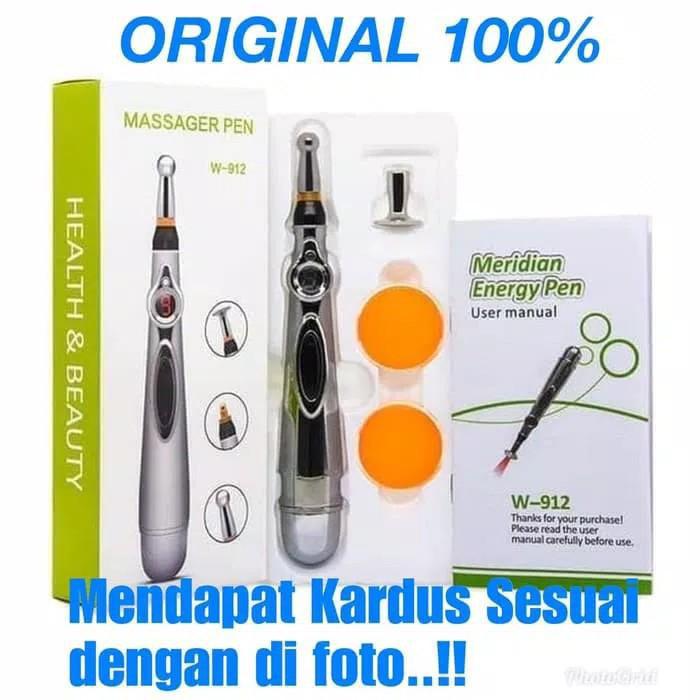 ORIGINAL 100%
MASSAGER PEN
W-912
HEALTH & BEAUTY
Meridian
Energy Pen
User manual
W–912
Thanks for your purchase!
Please read the user
manual carefully before use.
Mendapat Kardus Sesuai
dengan di foto..!!
PhotoGrid